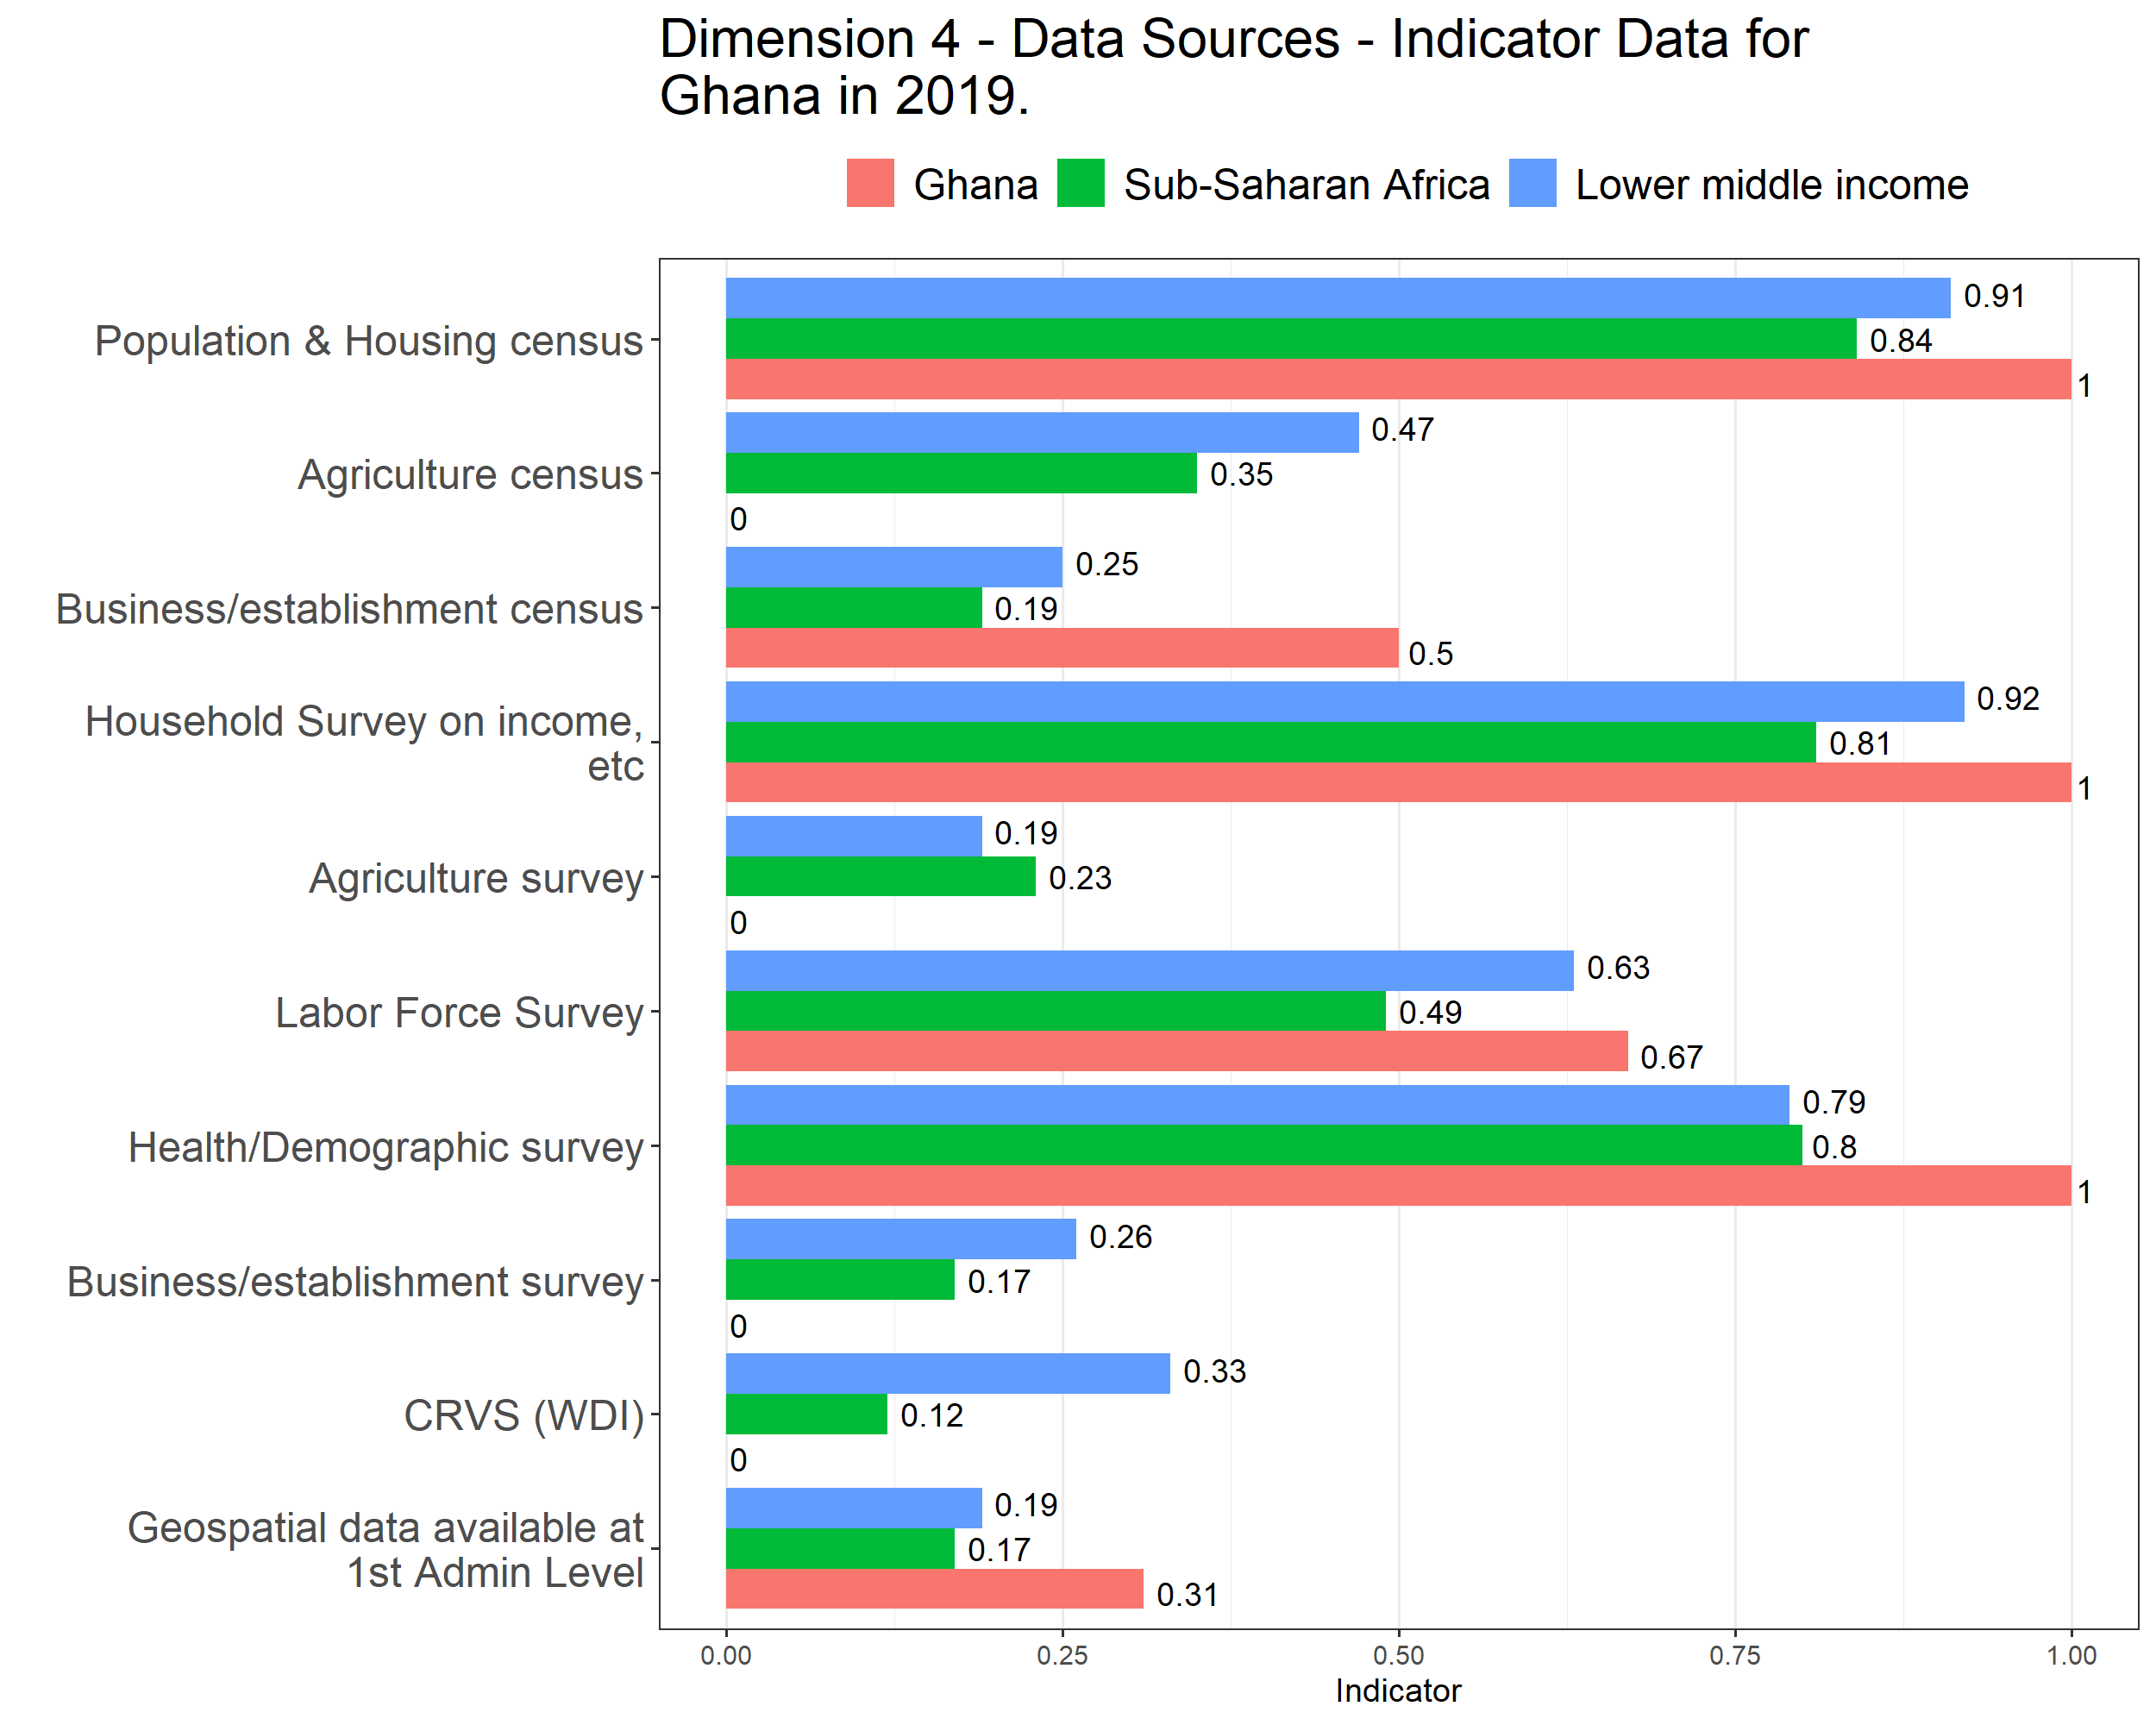 Dimension 4 - Data Sources - Indicator Data for
Ghana in 2019.
Ghana Sub-Saharan Africa Lower middle income
Population & Housing census
0.91
0.84
1
Agriculture census
0.47
0.35
0
Business/establishment census
0.25
0.19
0.5
Household Survey on income,
etc
0.92
0.81
1
Agriculture survey
0.19
0.23
0
Labor Force Survey
0.63
0.49
0.67
Health/Demographic survey
0.79
0.8
1
Business/establishment survey
0.26
0.17
0
CRVS (WDI)
0.33
0.12
0
Geospatial data available at
1st Admin Level
0.19
0.17
0.31
0.00 0.25 0.50 0.75 1.00
Indicator